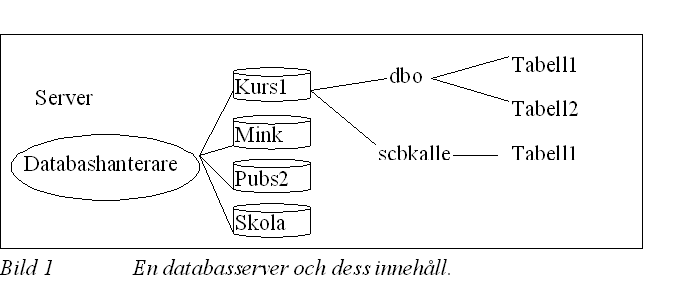 Server
Databashanterare
Kurs1
Mink
Pubs2
Skola
dbo
scbkalle
Tabell1
Tabell2
Tabell1
Bild 1 En databasserver och dess innehåll.